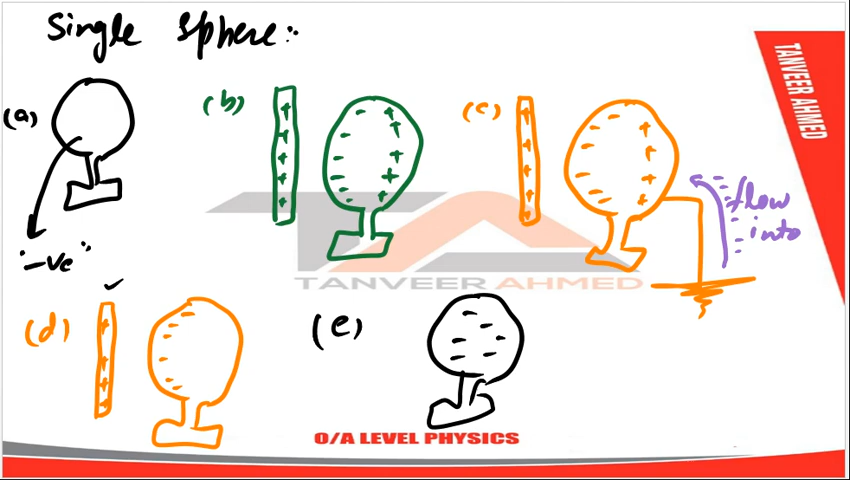 Single sphere:-
(a)
"-ve"
(b)
(c)
flow
into
(d)
(e)
TANVEER AHMED
TANVEER AHMED
O/A LEVEL PHYSICS